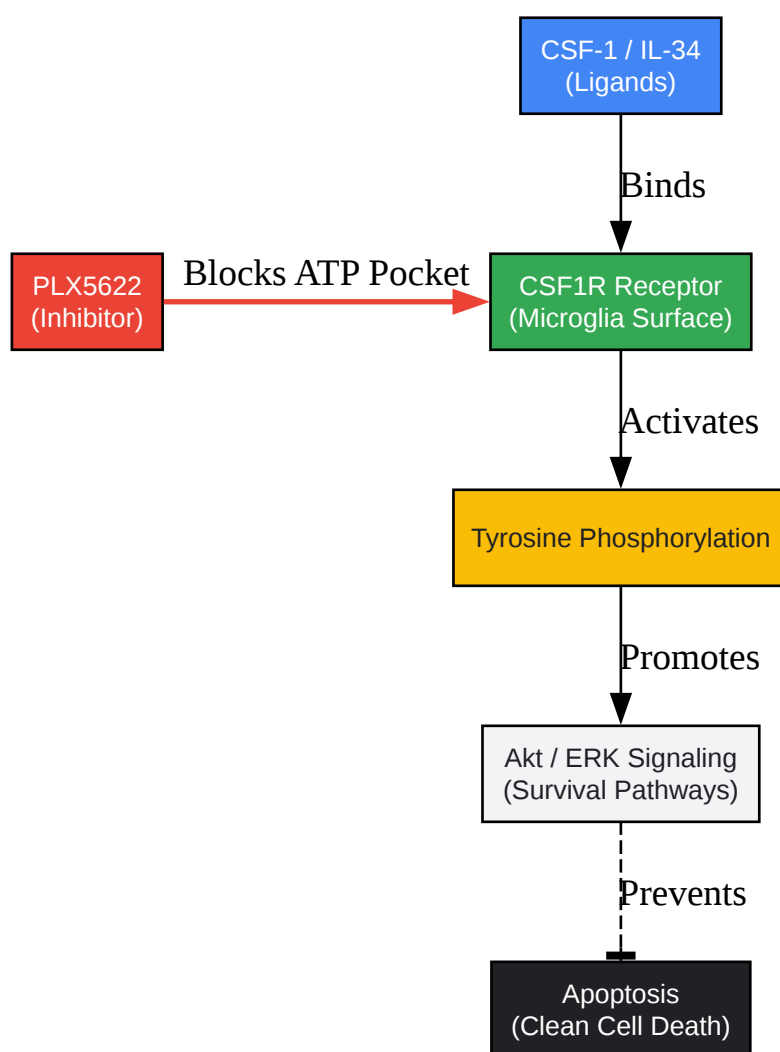 CSF-1 / IL-34
(Ligands)
Binds
PLX5622
(Inhibitor)
Blocks ATP Pocket
CSF1R Receptor
(Microglia Surface)
Activates
Tyrosine Phosphorylation
Promotes
Akt / ERK Signaling
(Survival Pathways)
Prevents
Apoptosis
(Clean Cell Death)